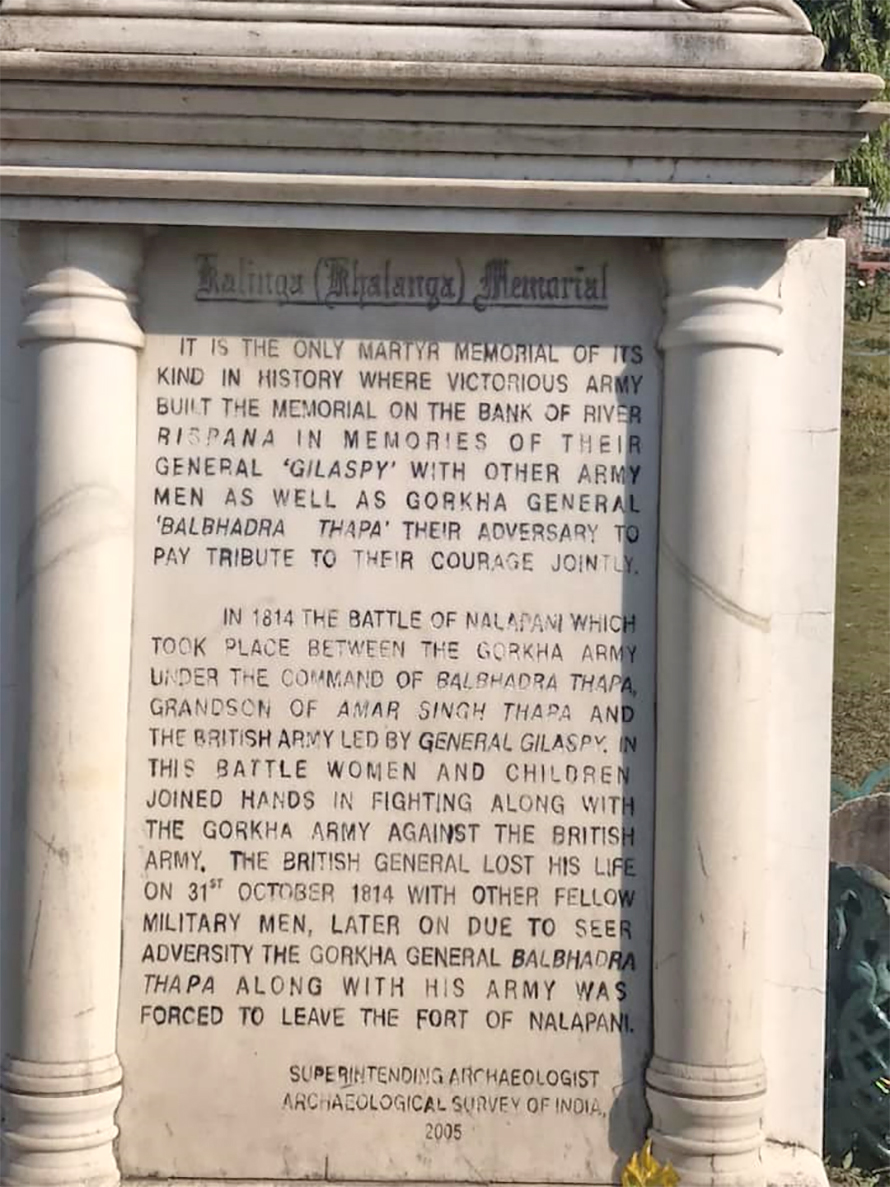 Kalinga (Khalanga) Memorial
IT IS THE ONLY MARTYR MEMORIAL OF ITS
KIND IN HISTORY WHERE VICTORIOUS ARMY
BUILT THE MEMORIAL ON THE BANK OF RIVER
RISPANA IN MEMORIES OF THEIR
GENERAL 'GILASPY' WITH OTHER ARMY
MEN AS WELL AS GORKHA GENERAL
'BALBHADRA THAPA' THEIR ADVERSARY TO
PAY TRIBUTE TO THEIR COURAGE JOINTLY.
IN 1814 THE BATTLE OF NALAPANI WHICH
TOOK PLACE BETWEEN THE GORKHA ARMY
UNDER THE COMMAND OF BALBHADRA THAPA,
GRANDSON OF AMAR SINGH THAPA AND
THE BRITISH ARMY LED BY GENERAL GILASPY. IN
THIS BATTLE WOMEN AND CHILDREN
JOINED HANDS IN FIGHTING ALONG WITH
THE GORKHA ARMY AGAINST THE BRITISH
ARMY. THE BRITISH GENERAL LOST HIS LIFE
ON 31ST OCTOBER 1814 WITH OTHER FELLOW
MILITARY MEN, LATER ON DUE TO SEER
ADVERSITY THE GORKHA GENERAL BALBHADRA
THAPA ALONG WITH HIS ARMY WAS
FORCED TO LEAVE THE FORT OF NALAPANI.
SUPERINTENDING ARCHAEOLOGIST
ARCHAEOLOGICAL SURVEY OF INDIA,
2005